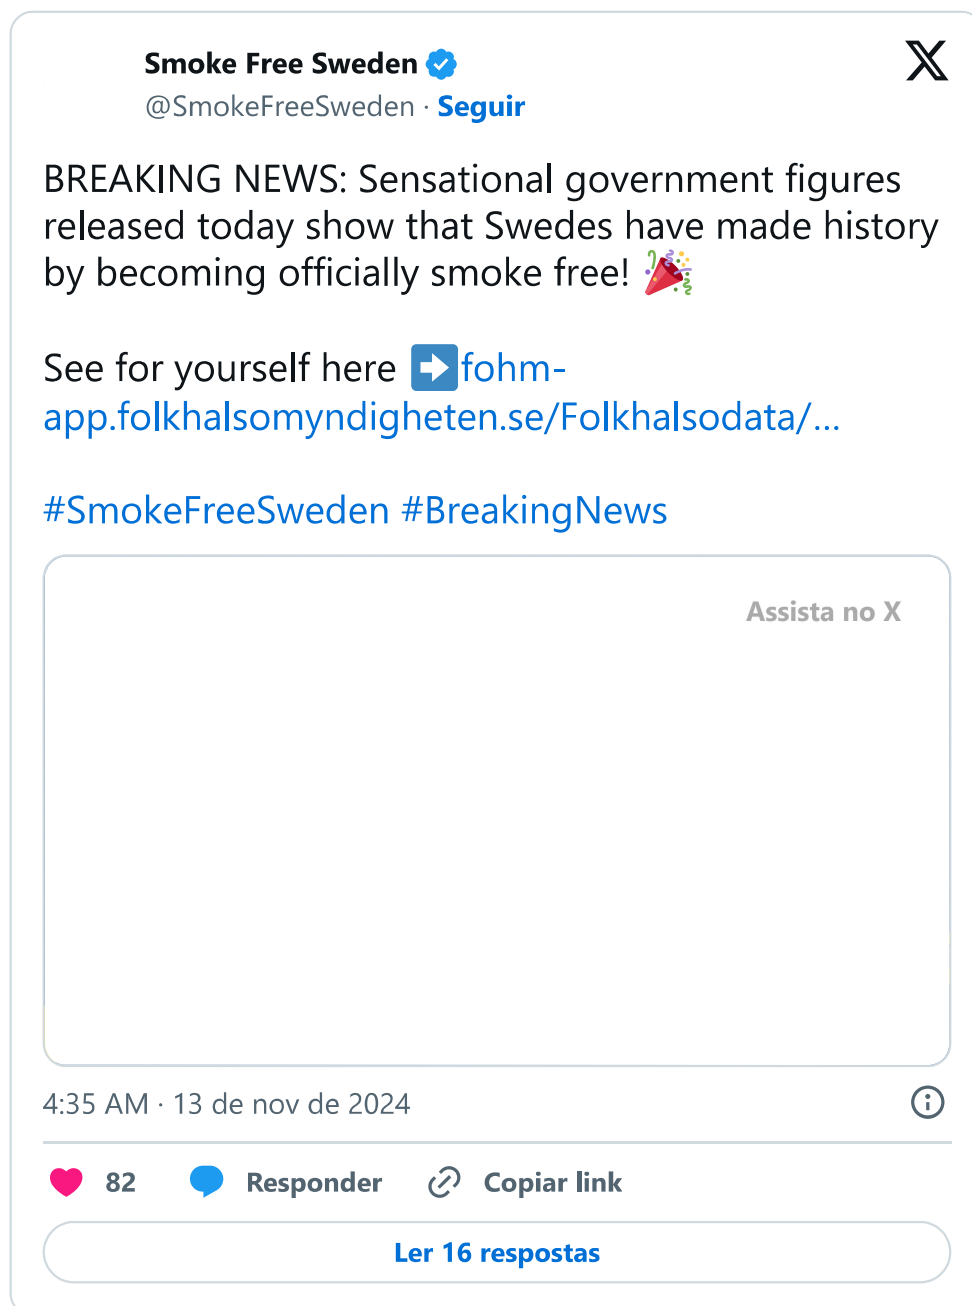 Smoke Free Sweden
@SmokeFreeSweden · Seguir
BREAKING NEWS: Sensational government figures
released today show that Swedes have made history
by becoming officially smoke free! 🎉
See for yourself here ➡️fohm-
app.folkhalsomyndigheten.se/Folkhalsodata/…
#SmokeFreeSweden #BreakingNews
Assista no X
4:35 AM · 13 de nov de 2024
82 Responder Copiar link
Ler 16 respostas